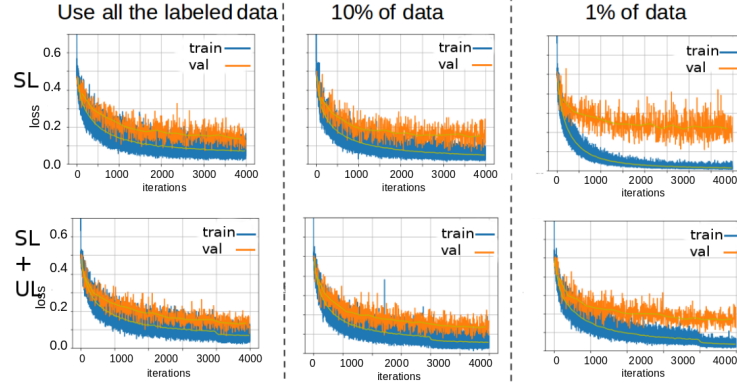 Use all the labeled data 10% of data 1% of data
SL
loss
0.6
0.4
0.2
0.0
train
val
0 1000 2000 3000 4000
iterations
train
val
0 1000 2000 3000 4000
iterations
train
val
0 1000 2000 3000 4000
iterations
SL
+
UL
loss
0.6
0.4
0.2
0.0
train
val
0 1000 2000 3000 4000
iterations
train
val
0 1000 2000 3000 4000
iterations
train
val
0 1000 2000 3000 4000
iterations